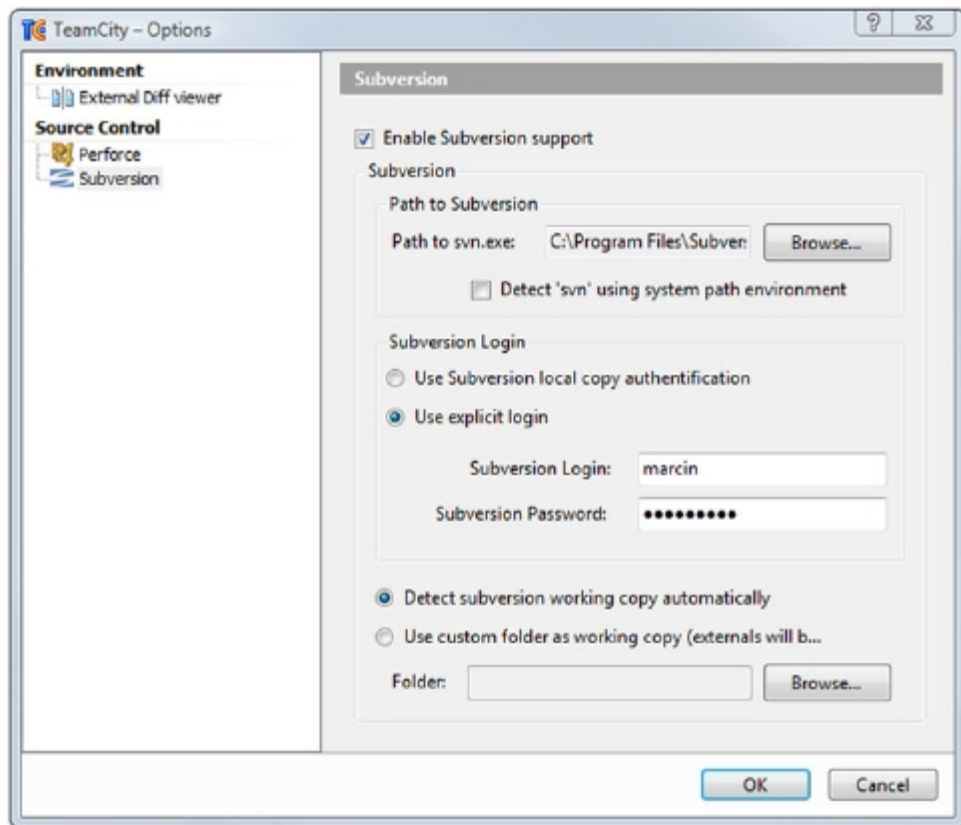 TeamCity – Options
Environment
External Diff viewer
Source Control
Perforce
Subversion
Subversion
Enable Subversion support
Subversion
Path to Subversion
Path to svn.exe: C:\Program Files\Subver: Browse...
Detect 'svn' using system path environment
Subversion Login
Use Subversion local copy authentification
Use explicit login
Subversion Login: marcin
Subversion Password: •••••••••
Detect subversion working copy automatically
Use custom folder as working copy (externals will b...
Folder: Browse...
OK Cancel